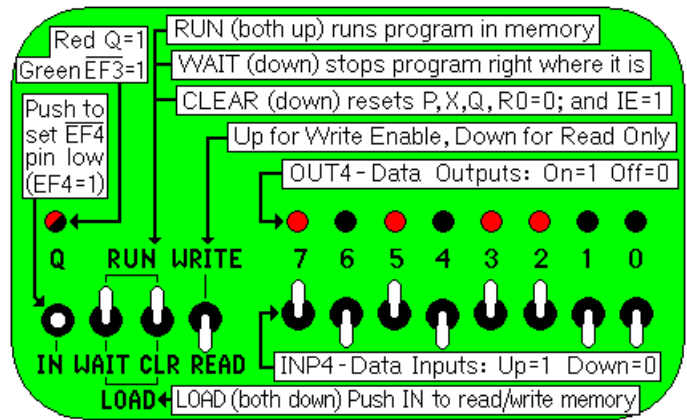 RUN (both up) runs program in memory
Red Q=1
Green EF3=1
WAIT (down) stops program right where it is
CLEAR (down) resets P,X,Q, R0=0; and IE=1
Push to
set EF4
pin low
(EF4=1)
Up for Write Enable, Down for Read Only
OUT4-Data Outputs: On=1 Off=0
Q RUN WRITE 7 6 5 4 3 2 1 0
IN WAIT CLR READ
INP4-Data Inputs: Up=1 Down=0
LOAD
LOAD (both down) Push IN to read/write memory